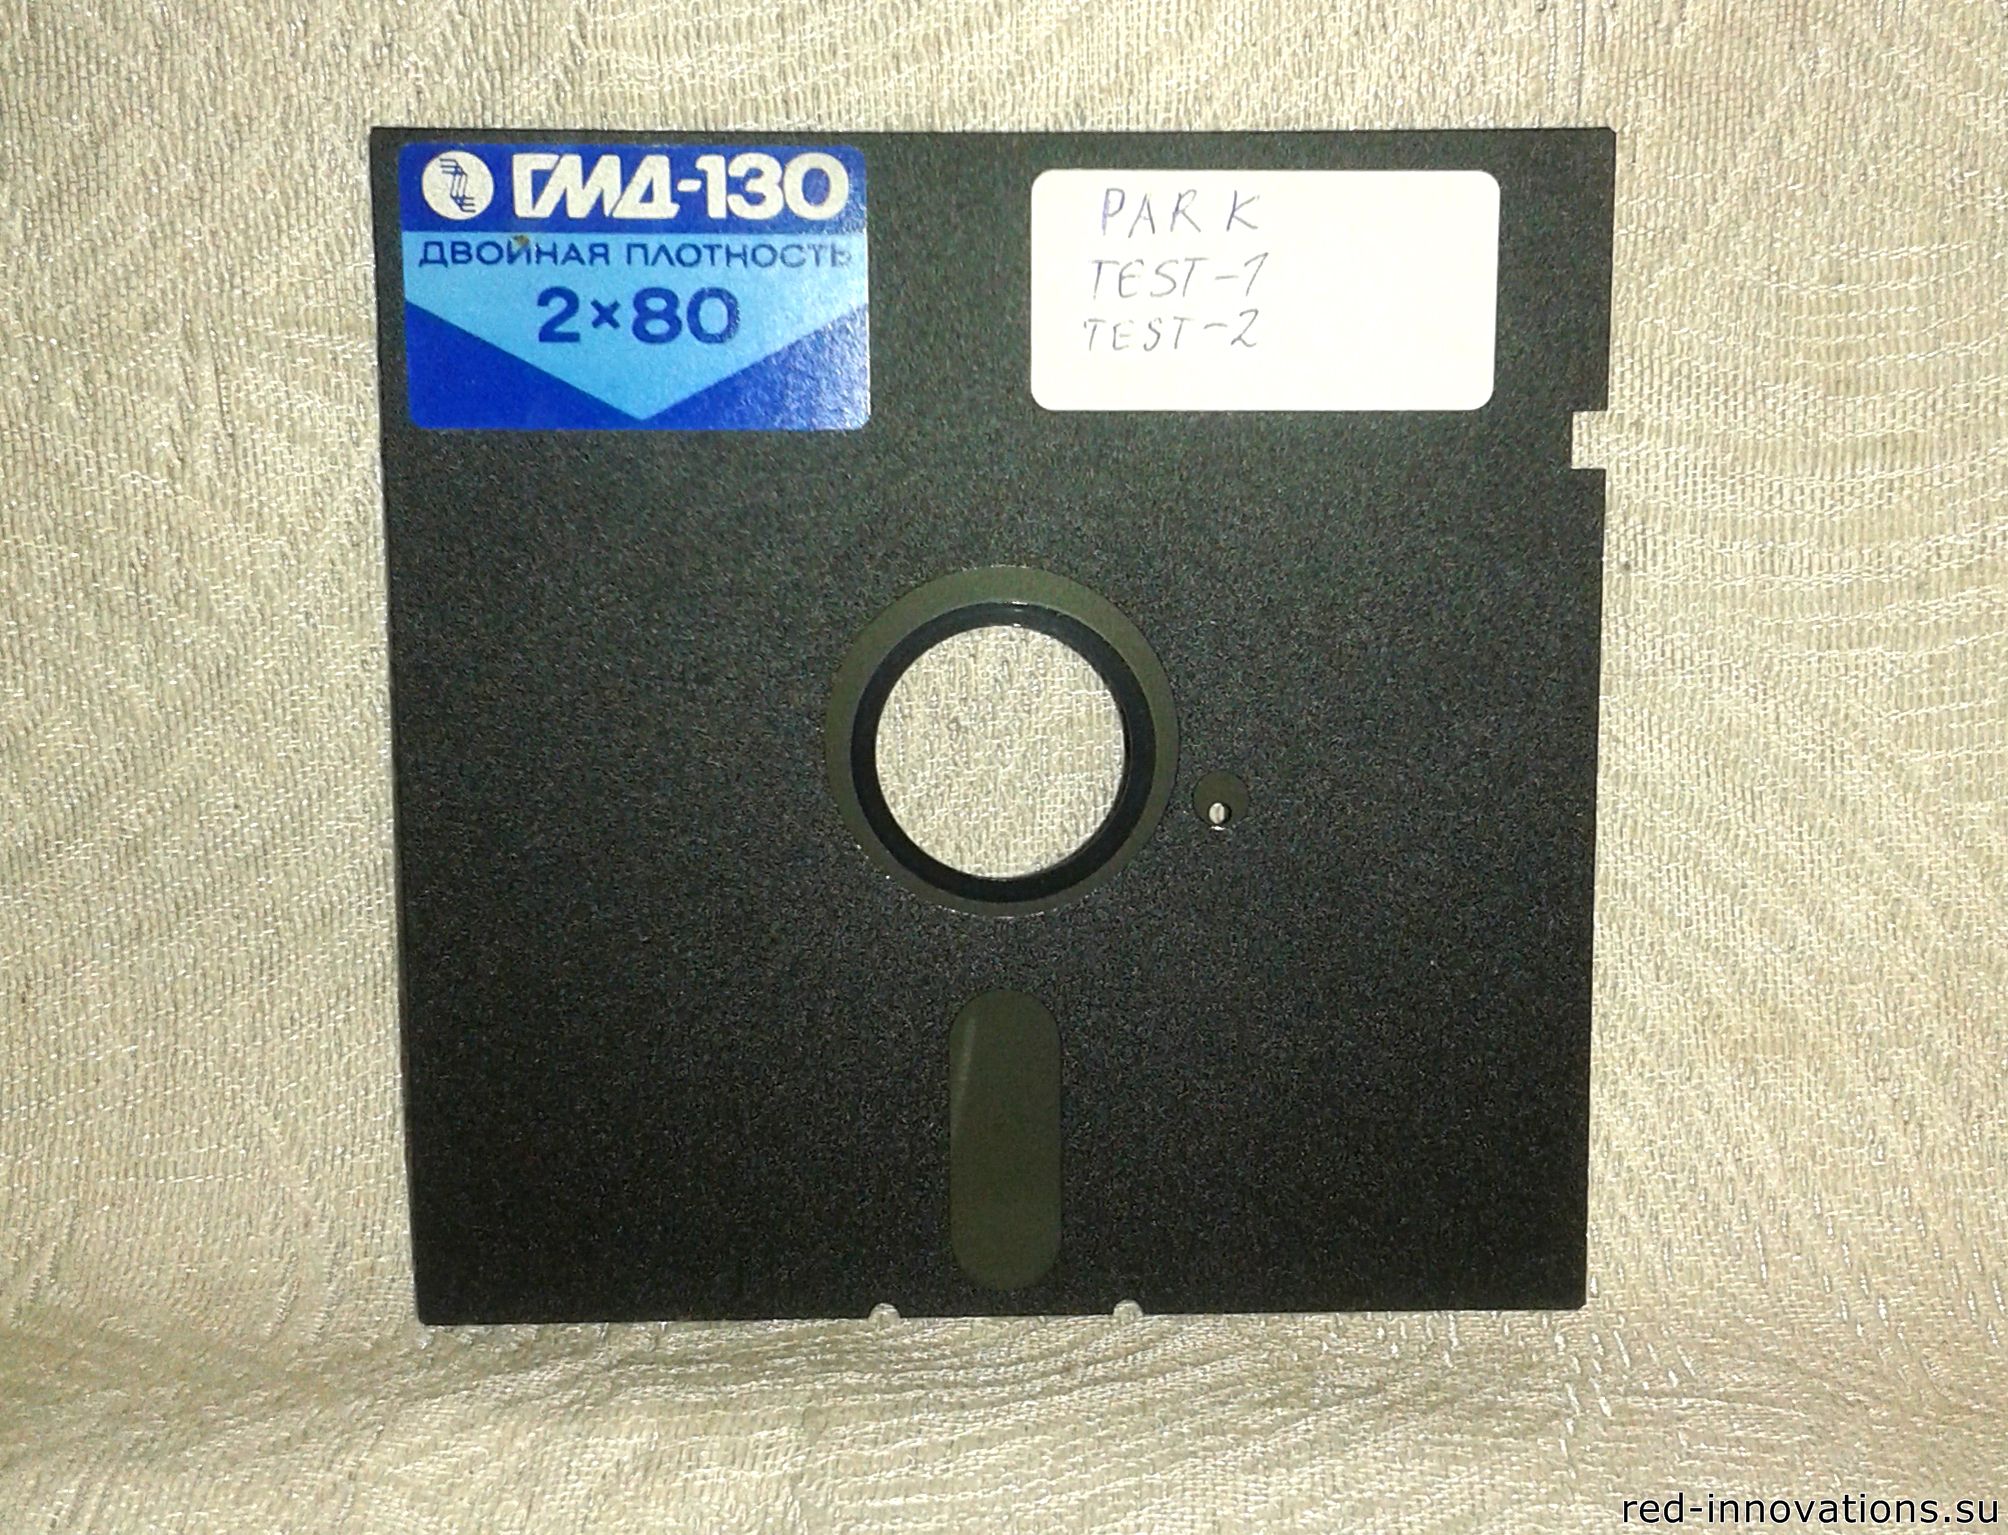 ГМД-130
ДВОЙНАЯ ПЛОТНОСТЬ
2×80
PARK
TEST-1
TEST-2
red-innovations.su